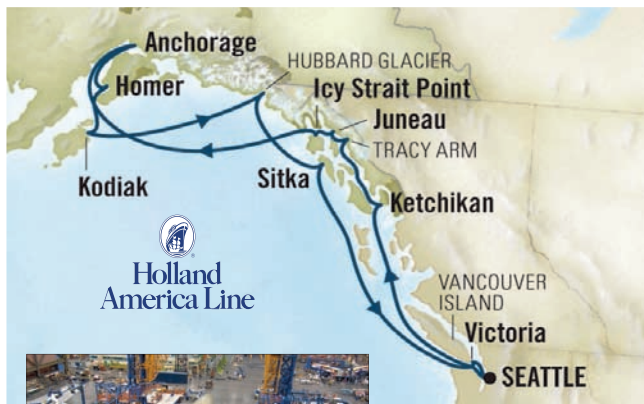 Anchorage
HUBBARD GLACIER
Homer
Icy Strait Point
Juneau
TRACY ARM
Kodiak
Sitka
Ketchikan
Holland
America Line
VANCOUVER
ISLAND
Victoria
SEATTLE